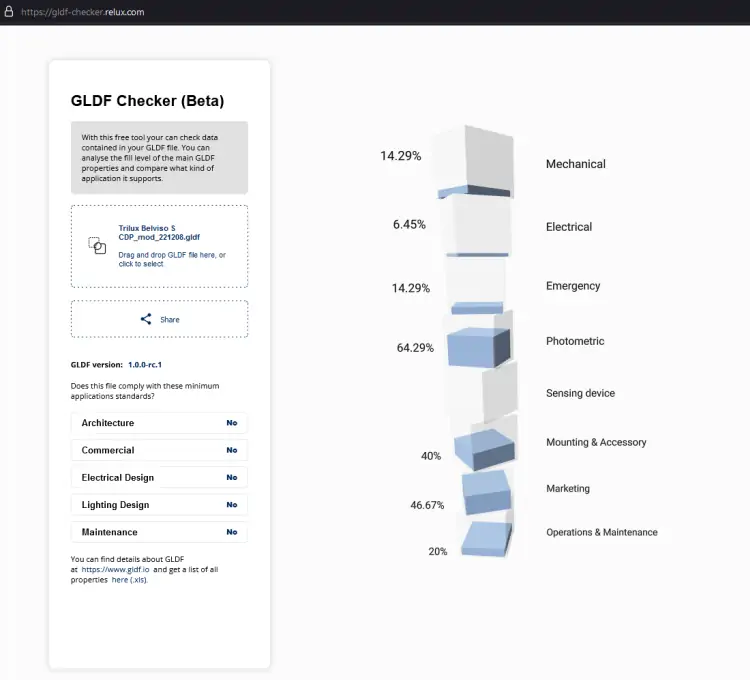 https://gldf-checker.relux.com
GLDF Checker (Beta)
With this free tool your can check data
contained in your GLDF file. You can
analyse the fill level of the main GLDF
properties and compare what kind of
application it supports.
Trilux Belviso S
CDP_mod_221208.gldf
Drag and drop GLDF file here, or
click to select
Share
GLDF version: 1.0.0-rc.1
Does this file comply with these minimum
applications standards?
Architecture No
Commercial No
Electrical Design No
Lighting Design No
Maintenance No
You can find details about GLDF
at https://www.gldf.io and get a list of all
properties here (.xls).
14.29% Mechanical
6.45% Electrical
14.29% Emergency
64.29% Photometric
Sensing device
40% Mounting & Accessory
46.67% Marketing
20% Operations & Maintenance